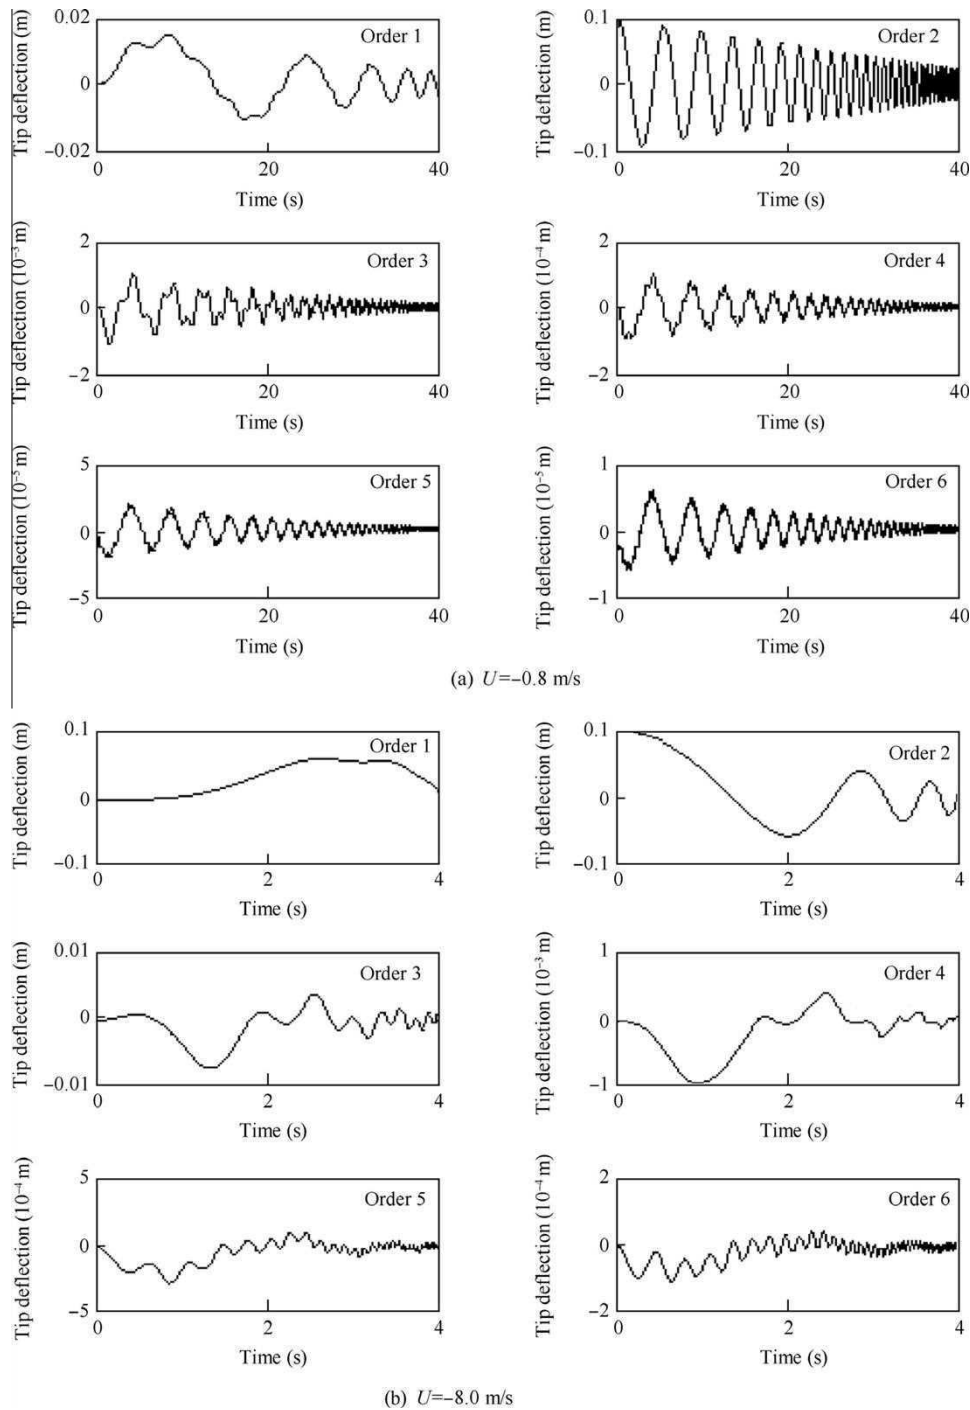 0.02
Tip deflection (m)
0
−0.02
Order 1
0
20
40
Time (s)
0.1
Tip deflection (m)
0
−0.1
Order 2
0
20
40
Time (s)
2
Tip deflection (10⁻³ m)
0
−2
Order 3
0
20
40
Time (s)
2
Tip deflection (10⁻⁴ m)
0
−2
Order 4
0
20
40
Time (s)
5
Tip deflection (10⁻⁵ m)
0
−5
Order 5
0
20
40
Time (s)
1
Tip deflection (10⁻⁵ m)
0
−1
Order 6
0
20
40
Time (s)
(a) U=−0.8 m/s
0.1
Tip deflection (m)
0
−0.1
Order 1
0
2
4
Time (s)
0.1
Tip deflection (m)
0
−0.1
Order 2
0
2
4
Time (s)
0.01
Tip deflection (m)
0
−0.01
Order 3
0
2
4
Time (s)
1
Tip deflection (10⁻³ m)
0
−1
Order 4
0
2
4
Time (s)
5
Tip deflection (10⁻⁴ m)
0
−5
Order 5
0
2
4
Time (s)
2
Tip deflection (10⁻⁴ m)
0
−2
Order 6
0
2
4
Time (s)
(b) U=−8.0 m/s